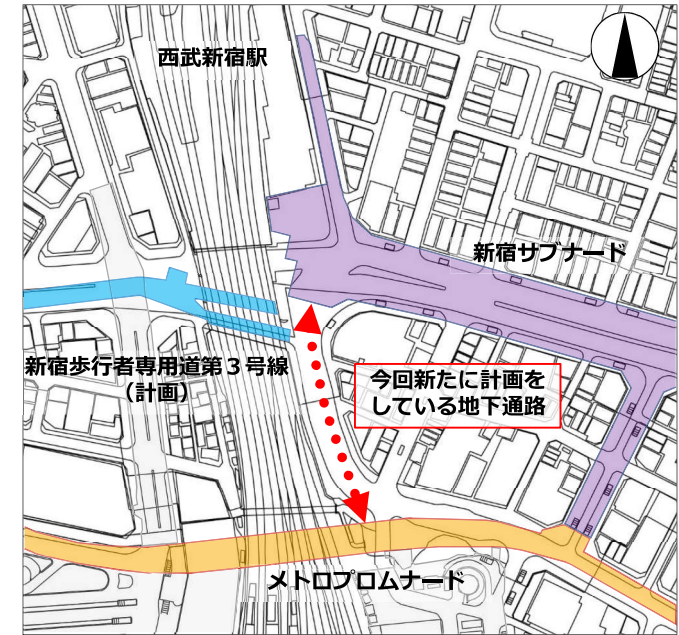 西武新宿駅
新宿サブナード
新宿歩行者専用道第３号線
（計画）
今回新たに計画を
している地下通路
メトロプロムナード